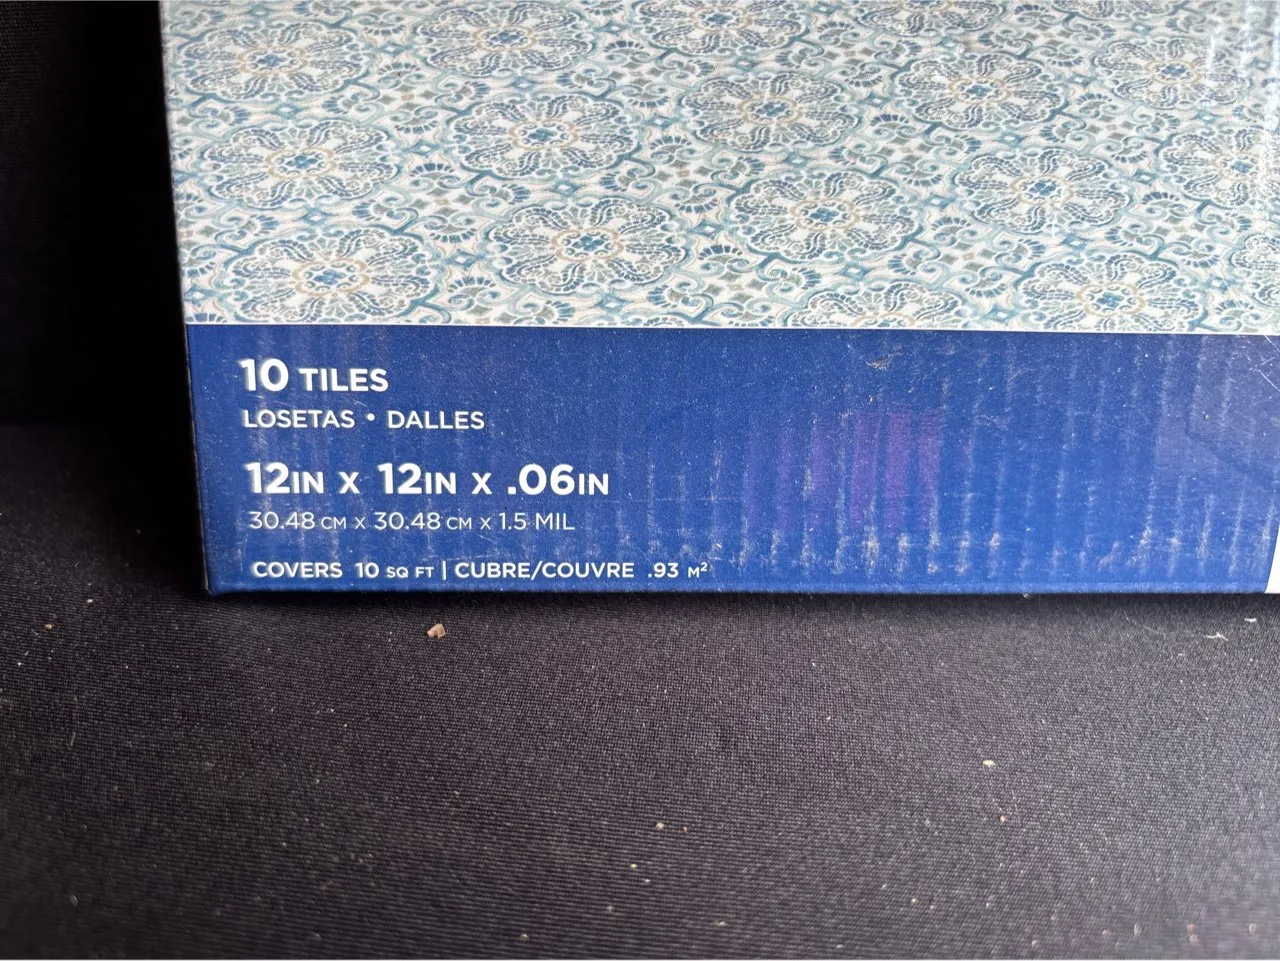 10 TILES
LOSETAS • DALLES
12IN X 12IN X .06IN
30.48 CM X 30.48 CM X 1.5 MIL
COVERS 10 SQ FT | CUBRE/COUVRE .93 M²